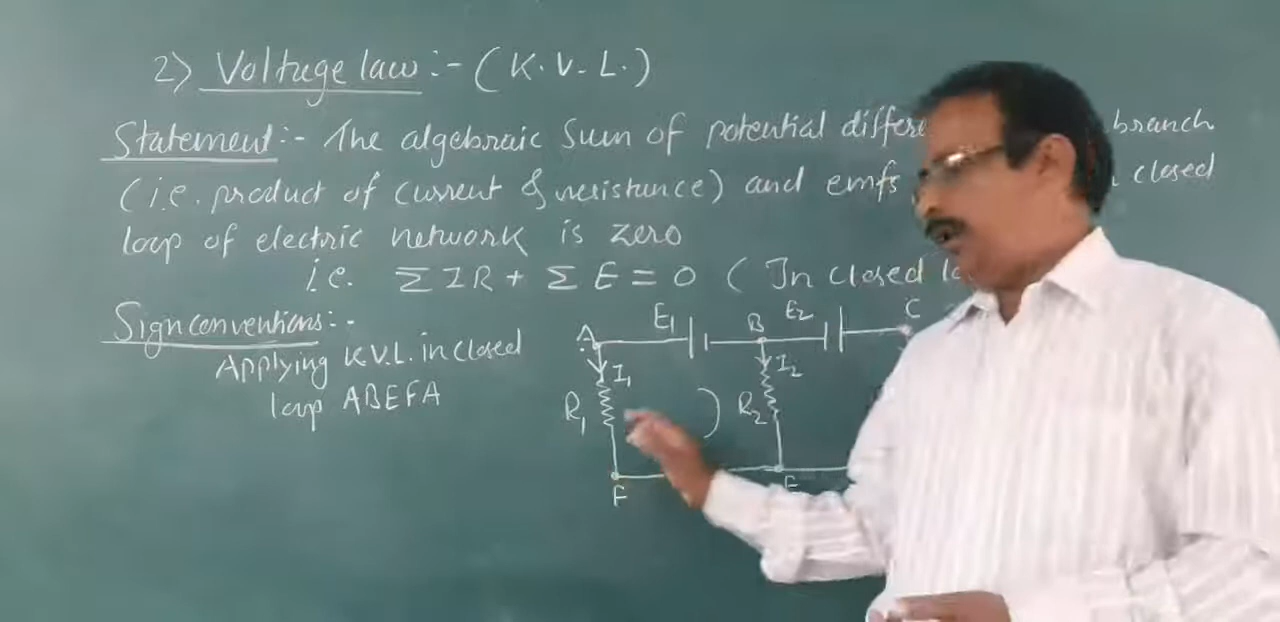 2) Voltage law :- (K.V.L.)
Statement:- The algebraic sum of potential differe branch
(i.e. product of current & resistance) and emfs closed
loop of electric network is zero
i.e. Σ IR + Σ E = 0 ( In closed lo
Sign conventions:-
Applying K.V.L. in closed
loop ABEFA
A E1 B E2 C
I1 I2
R1 R2
F E